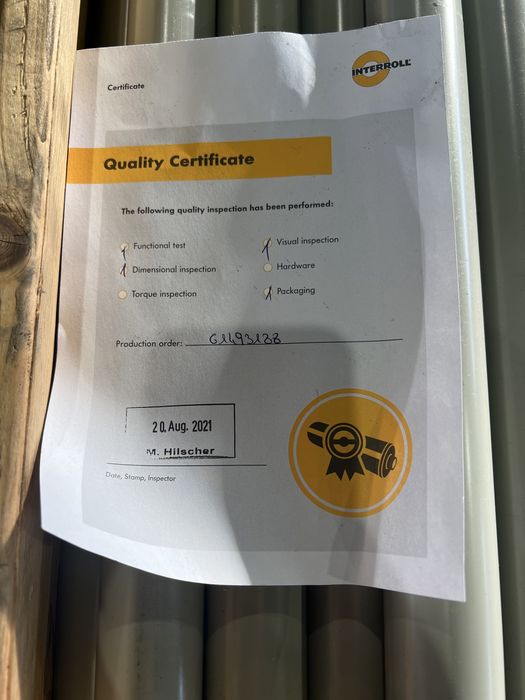 INTERROLL
Certificate
Quality Certificate
The following quality inspection has been performed:
Functional test
Visual inspection
Dimensional inspection
Hardware
Torque inspection
Packaging
Production order: 61493188
20. Aug. 2021
M. Hilscher
Date, Stamp, Inspector